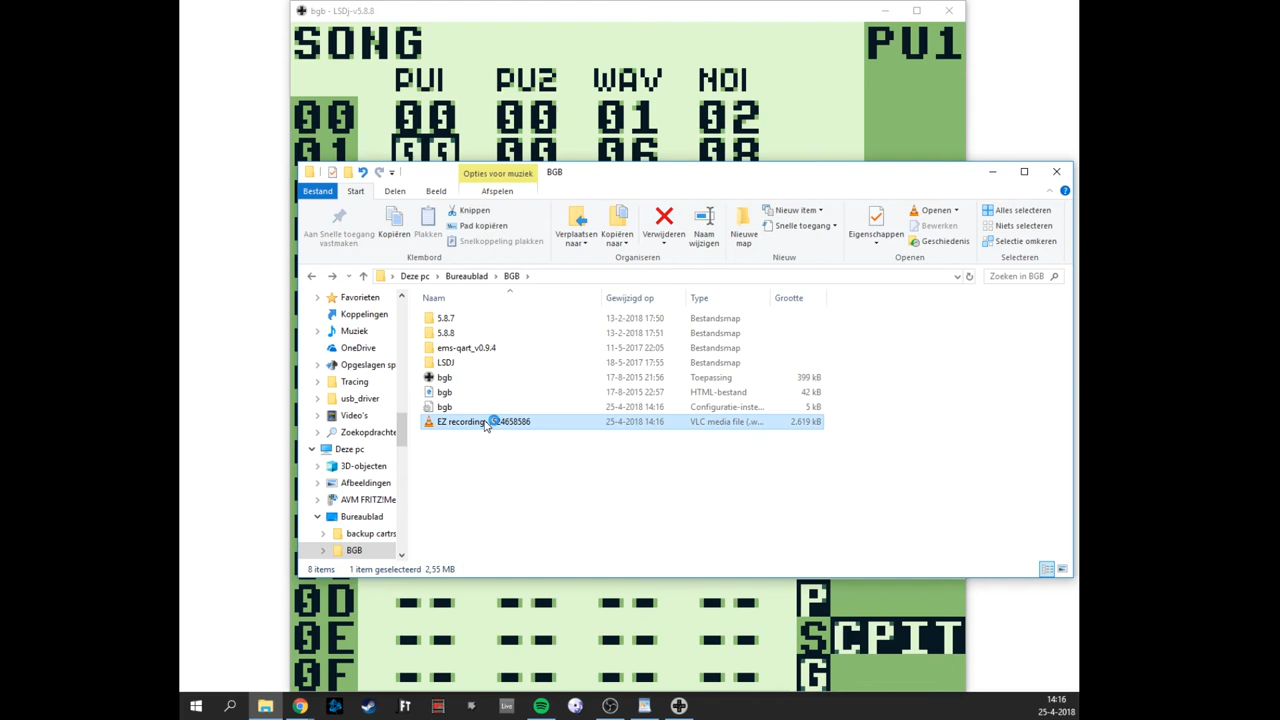 bgb - LSDj-v5.8.8
SONG
PU1
PU1 PU2 WAV NOI
00 00 00 01 02
01 00 06 08
Opties voor muziek
BGB
Bestand Start Delen Beeld Afspelen
Aan Snelle toegang vastmaken
Kopiëren
Plakken
Knippen
Pad kopiëren
Snelkoppeling plakken
Klembord
Verplaatsen naar
Kopiëren naar
Verwijderen
Naam wijzigen
Organiseren
Nieuwe map
Nieuw item
Snelle toegang
Nieuw
Eigenschappen
Openen
Bewerken
Geschiedenis
Openen
Alles selecteren
Niets selecteren
Selectie omkeren
Selecteren
Deze pc Bureaublad BGB
Zoeken in BGB
Naam Gewijzigd op Type Grootte
Favorieten
Koppelingen
Muziek
OneDrive
Opgeslagen sp
Tracing
usb_driver
Video's
Zoekopdrachte
Deze pc
3D-objecten
Afbeeldingen
AVM FRITZ!Me
Bureaublad
backup cartrs
BGB
5.8.7 13-2-2018 17:50 Bestandsmap
5.8.8 13-2-2018 17:51 Bestandsmap
ems-qart_v0.9.4 11-5-2017 22:05 Bestandsmap
LSDJ 18-5-2017 17:55 Bestandsmap
bgb 17-8-2015 21:56 Toepassing 399 kB
bgb 17-8-2015 22:57 HTML-bestand 42 kB
bgb 25-4-2018 14:16 Configuratie-inste... 5 kB
EZ recording 24658586 25-4-2018 14:16 VLC media file (.w... 2.619 kB
8 items 1 item geselecteerd 2,55 MB
0D -- -- -- -- P
0E -- -- -- -- SCPIT
0F -- -- -- -- G
Live
14:16
25-4-2018